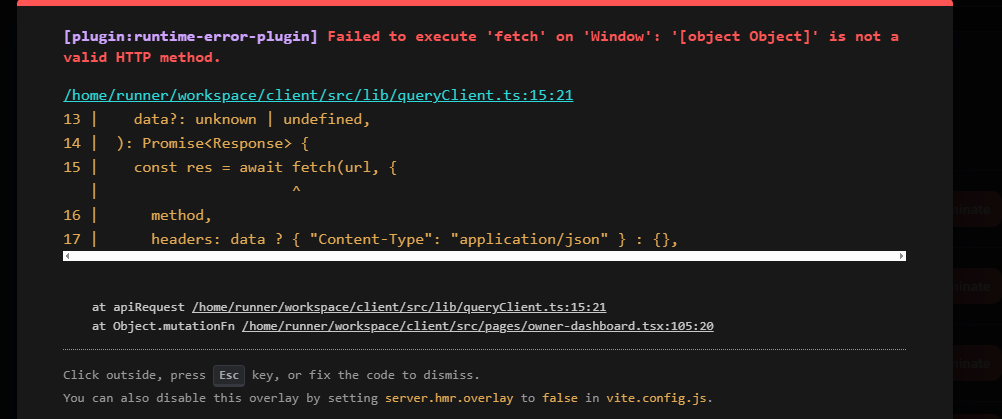 [plugin:runtime-error-plugin] Failed to execute 'fetch' on 'Window': '[object Object]' is not a
valid HTTP method.
/home/runner/workspace/client/src/lib/queryClient.ts:15:21
13 |    data?: unknown | undefined,
14 |  ): Promise<Response> {
15 |    const res = await fetch(url, {
   |                      ^
16 |      method,
17 |      headers: data ? { "Content-Type": "application/json" } : {},
at apiRequest /home/runner/workspace/client/src/lib/queryClient.ts:15:21
at Object.mutationFn /home/runner/workspace/client/src/pages/owner-dashboard.tsx:105:20
Click outside, press Esc key, or fix the code to dismiss.
You can also disable this overlay by setting server.hmr.overlay to false in vite.config.js.